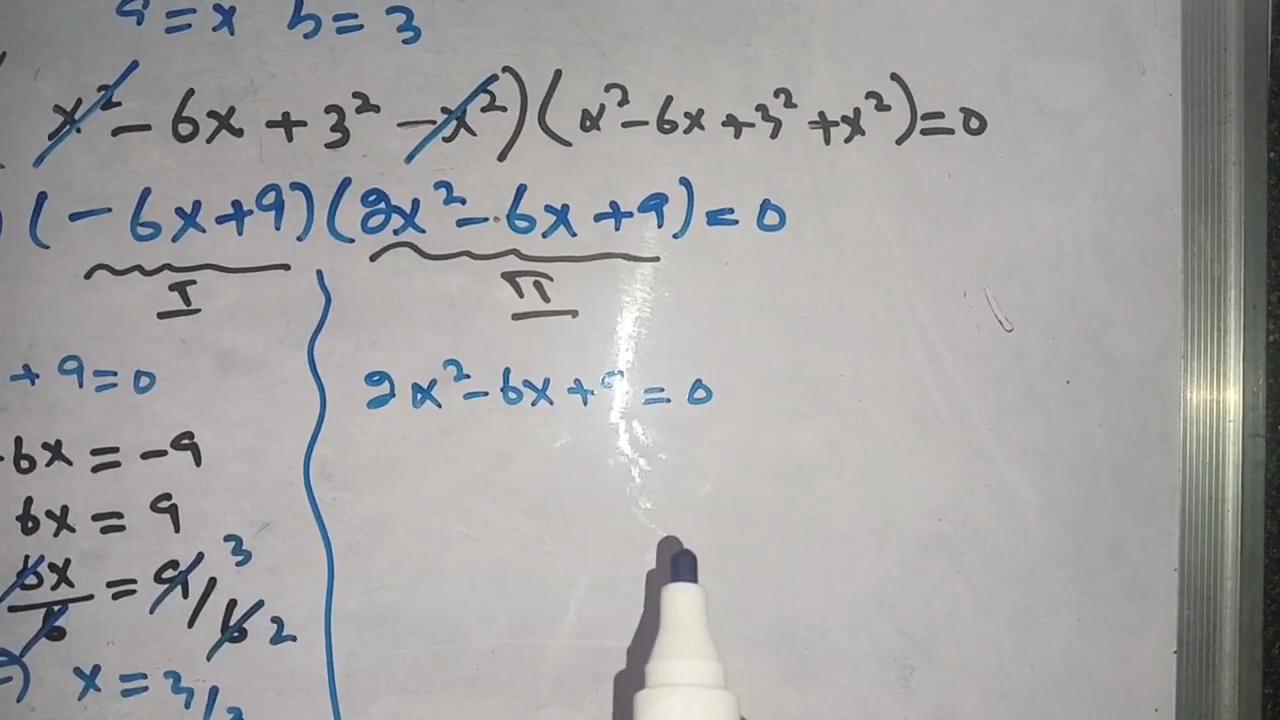 a = x b = 3
x² - 6x + 3² - x²)(x² - 6x + 3² + x²) = 0
(-6x + 9)(2x² - 6x + 9) = 0
I II
+ 9 = 0 2x² - 6x + 9 = 0
-6x = -9
6x = 9
6x/6 = 9/6 3 2
⇒ x = 3/2